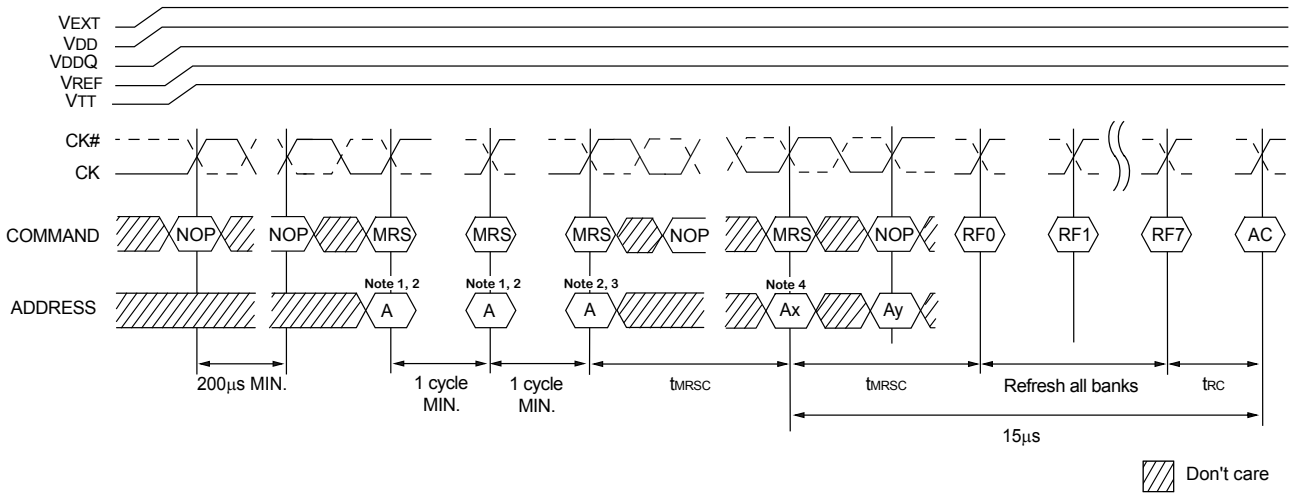 VEXT
VDD
VDDQ
VREF
VTT
CK#
CK
COMMAND NOP NOP MRS MRS MRS NOP MRS NOP RF0 RF1 RF7 AC
Note 1, 2 Note 1, 2 Note 2, 3 Note 4
ADDRESS A A A Ax Ay
200μs MIN. 1 cycle MIN. 1 cycle MIN. tMRSC tMRSC Refresh all banks tRC
15μs
Don't care